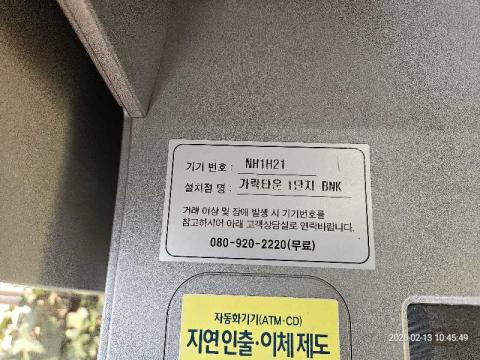 기기 번호 : NH1H21
설치점 명 : 가락타운 1단지-BNK
거래 이상 및 장애 발생 시 기기번호를
참고하시어 아래 고객상담실로 연락바랍니다.
080-920-2220(무료)
자동화기기(ATM·CD)
지연인출·이체제도
2026-02-13 10:45:49